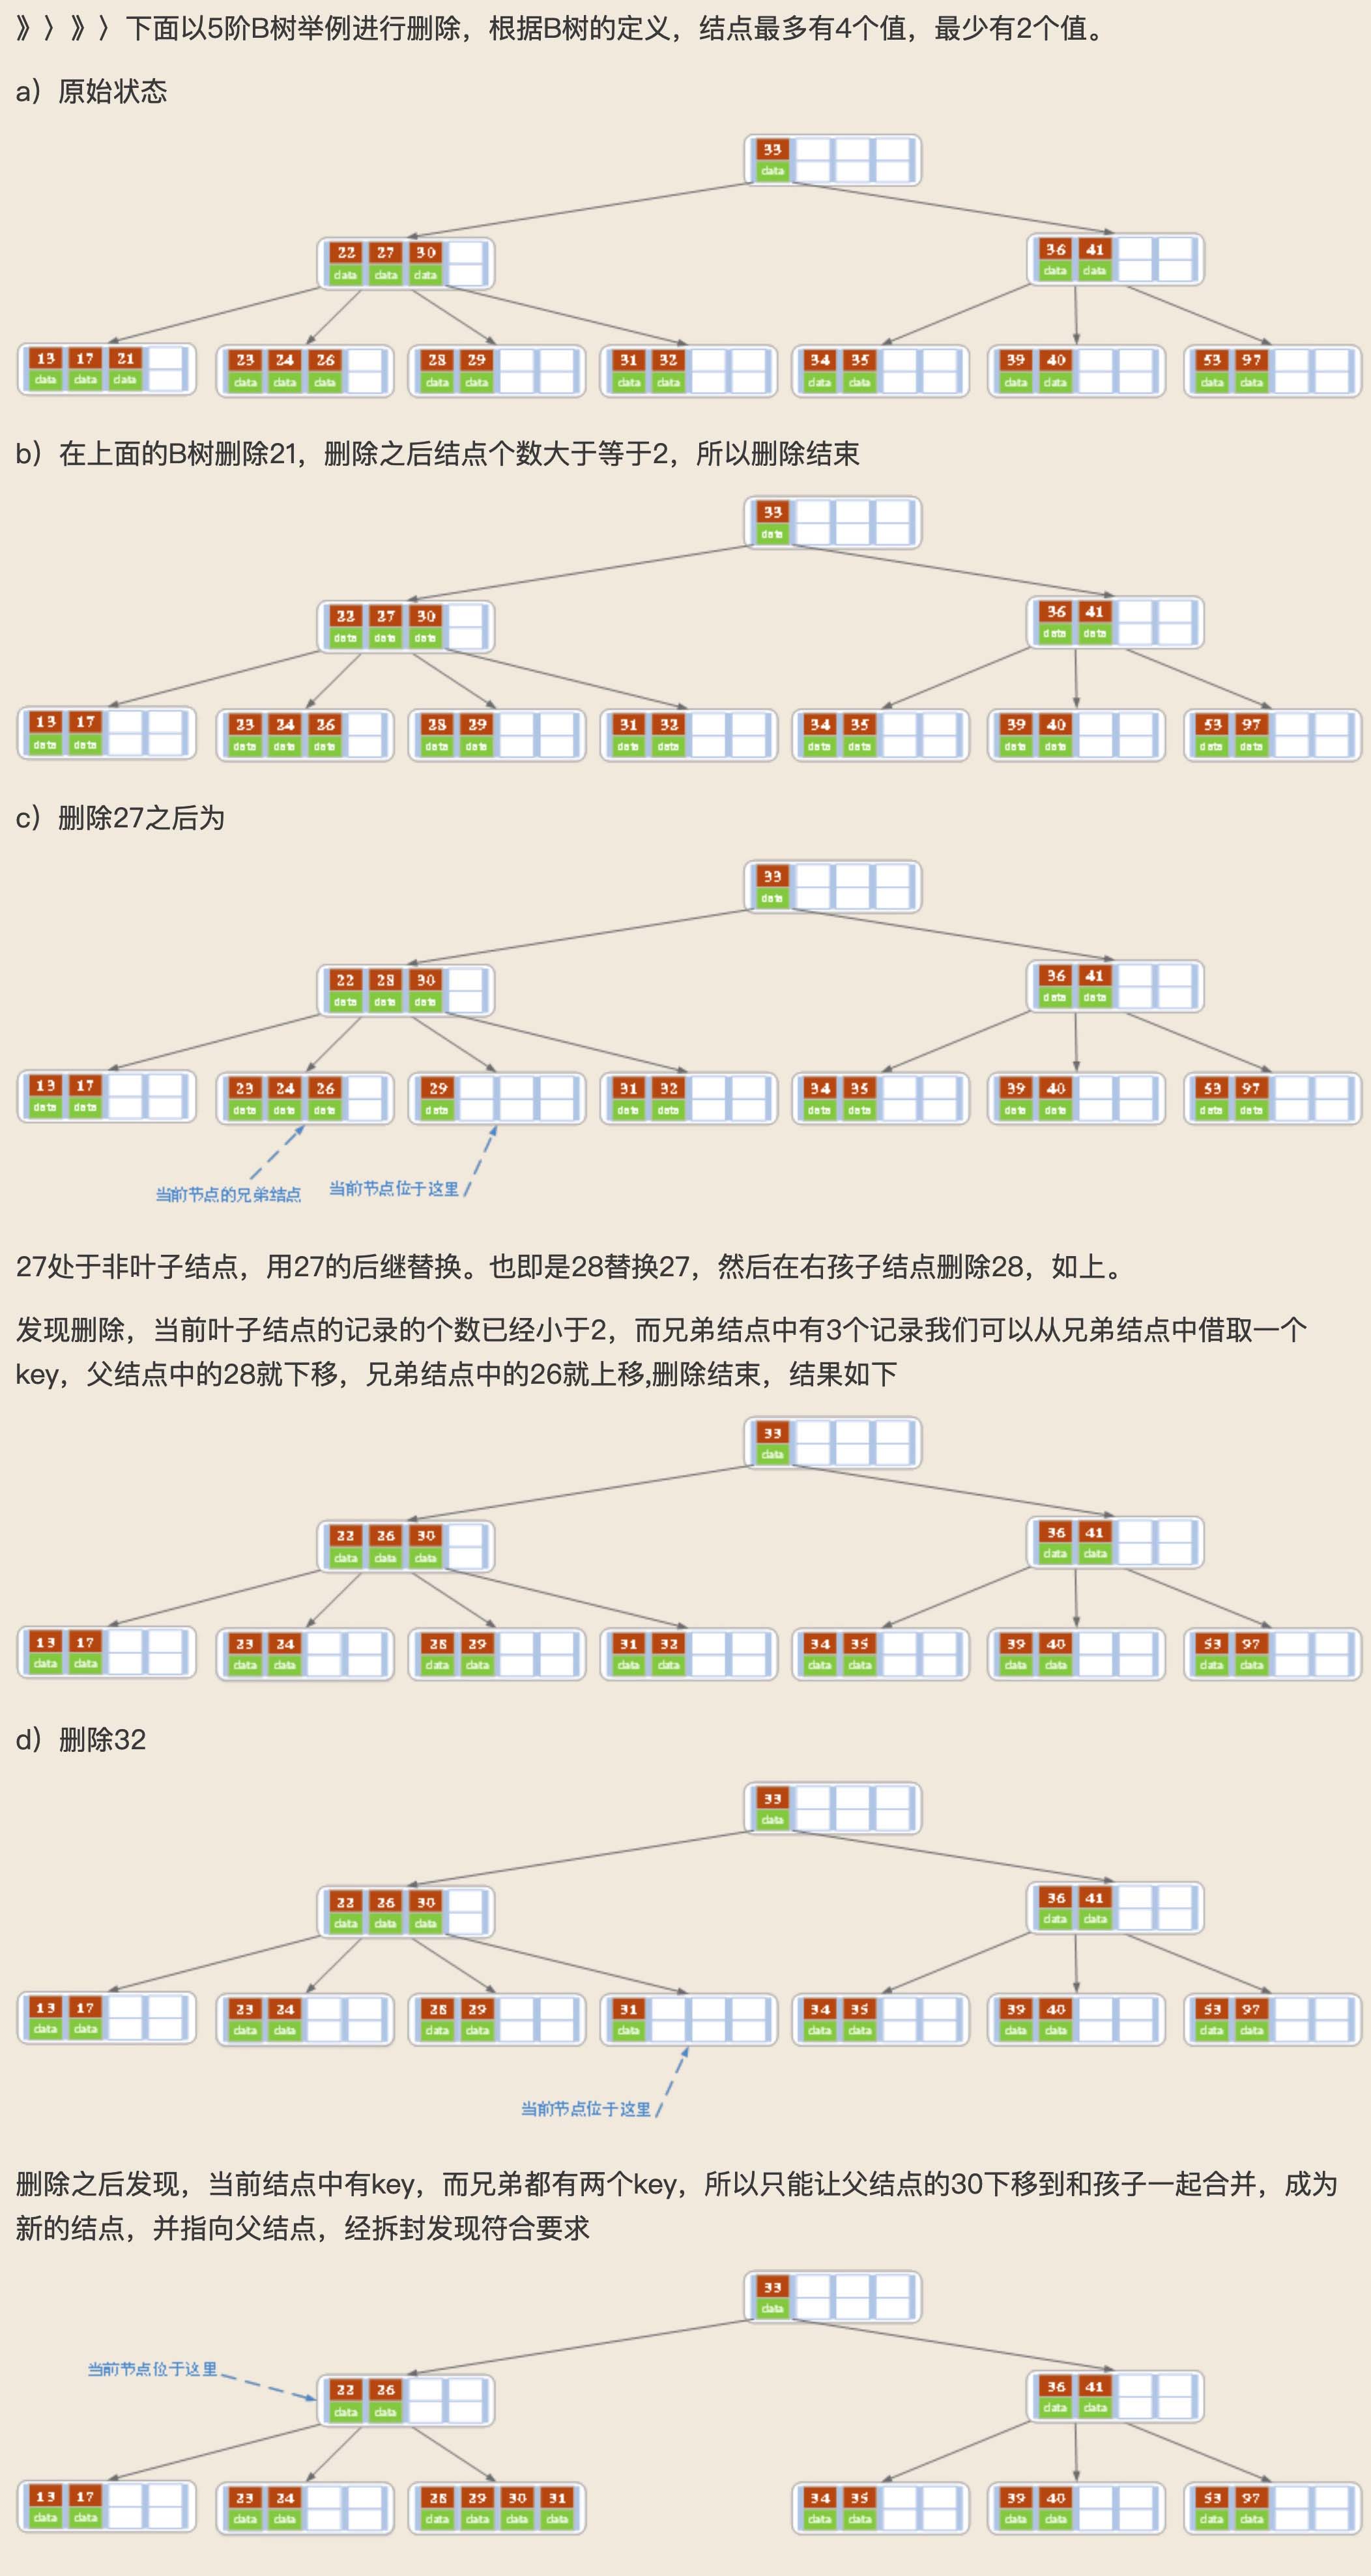 》〉》〉下面以5阶B树举例进行删除，根据B树的定义，结点最多有4个值，最少有2个值。
a）原始状态
33
data
22 27 30
data data data
36 41
data data
13 17 21
data data data
23 24 26
data data data
28 29
data data
31 32
data data
34 35
data data
39 40
data data
53 97
data data
b）在上面的B树删除21，删除之后结点个数大于等于2，所以删除结束
33
data
22 27 30
data data data
36 41
data data
13 17
data data
23 24 26
data data data
28 29
data data
31 32
data data
34 35
data data
39 40
data data
53 97
data data
c）删除27之后为
33
data
22 28 30
data data data
36 41
data data
13 17
data data
23 24 26
data data data
29
data
31 32
data data
34 35
data data
39 40
data data
53 97
data data
当前节点的兄弟结点
当前节点位于这里
27处于非叶子结点，用27的后继替换。也即是28替换27，然后在右孩子结点删除28，如上。
发现删除，当前叶子结点的记录的个数已经小于2，而兄弟结点中有3个记录我们可以从兄弟结点中借取一个
key，父结点中的28就下移，兄弟结点中的26就上移,删除结束，结果如下
33
data
22 26 30
data data data
36 41
data data
13 17
data data
23 24
data data
28 29
data data
31 32
data data
34 35
data data
39 40
data data
53 97
data data
d）删除32
33
data
22 26 30
data data data
36 41
data data
13 17
data data
23 24
data data
28 29
data data
31
data
34 35
data data
39 40
data data
53 97
data data
当前节点位于这里
删除之后发现，当前结点中有key，而兄弟都有两个key，所以只能让父结点的30下移到和孩子一起合并，成为
新的结点，并指向父结点，经拆封发现符合要求
33
data
当前节点位于这里
22 26
data data
36 41
data data
13 17
data data
23 24
data data
28 29 30 31
data data data data
34 35
data data
39 40
data data
53 97
data data